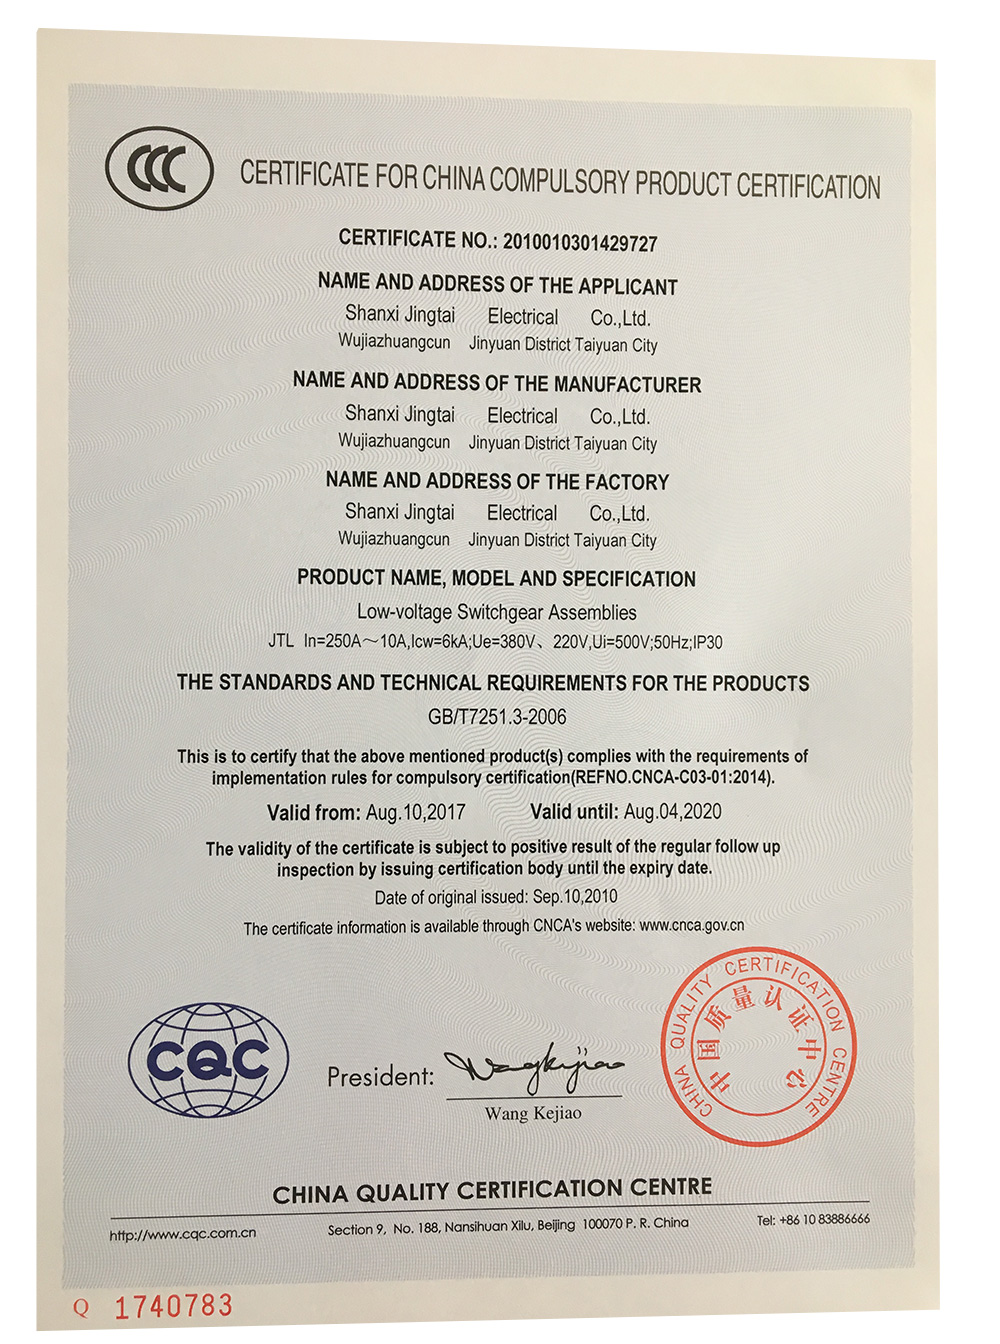 CCC
CERTIFICATE FOR CHINA COMPULSORY PRODUCT CERTIFICATION
CERTIFICATE NO.: 2010010301429727
NAME AND ADDRESS OF THE APPLICANT
Shanxi Jingtai Electrical Co.,Ltd.
Wujiazhuangcun Jinyuan District Taiyuan City
NAME AND ADDRESS OF THE MANUFACTURER
Shanxi Jingtai Electrical Co.,Ltd.
Wujiazhuangcun Jinyuan District Taiyuan City
NAME AND ADDRESS OF THE FACTORY
Shanxi Jingtai Electrical Co.,Ltd.
Wujiazhuangcun Jinyuan District Taiyuan City
PRODUCT NAME, MODEL AND SPECIFICATION
Low-voltage Switchgear Assemblies
JTL In=250A～10A,Icw=6kA;Ue=380V、220V,Ui=500V;50Hz;IP30
THE STANDARDS AND TECHNICAL REQUIREMENTS FOR THE PRODUCTS
GB/T7251.3-2006
This is to certify that the above mentioned product(s) complies with the requirements of
implementation rules for compulsory certification(REFNO.CNCA-C03-01:2014).
Valid from: Aug.10,2017 Valid until: Aug.04,2020
The validity of the certificate is subject to positive result of the regular follow up
inspection by issuing certification body until the expiry date.
Date of original issued: Sep.10,2010
The certificate information is available through CNCA's website: www.cnca.gov.cn
CHINA QUALITY CERTIFICATION CENTRE
中国质量认证中心
CQC
President: Wangkejiao
Wang Kejiao
CHINA QUALITY CERTIFICATION CENTRE
http://www.cqc.com.cn Section 9, No. 188, Nansihuan Xilu, Beijing 100070 P. R. China Tel: +86 10 83886666
Q 1740783